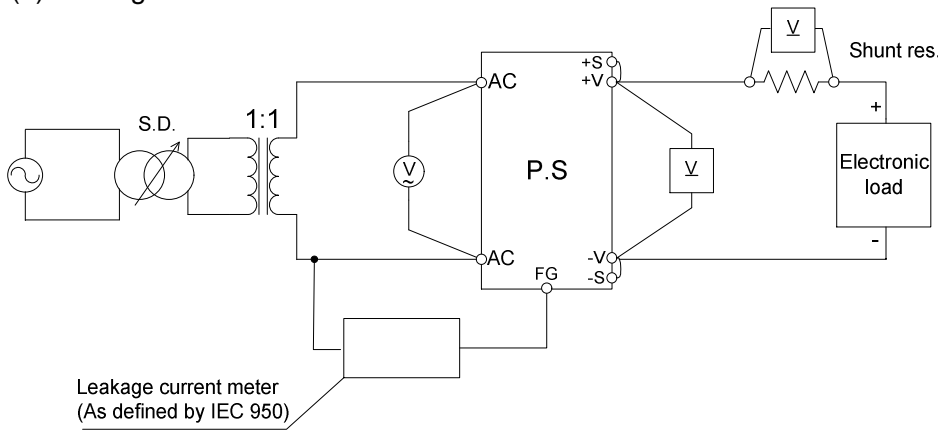 S.D.
1:1
AC
AC
V
~
P.S
FG
+S
+V
-V
-S
V
V
Shunt res.
+
Electronic
load
-
Leakage current meter
(As defined by IEC 950)